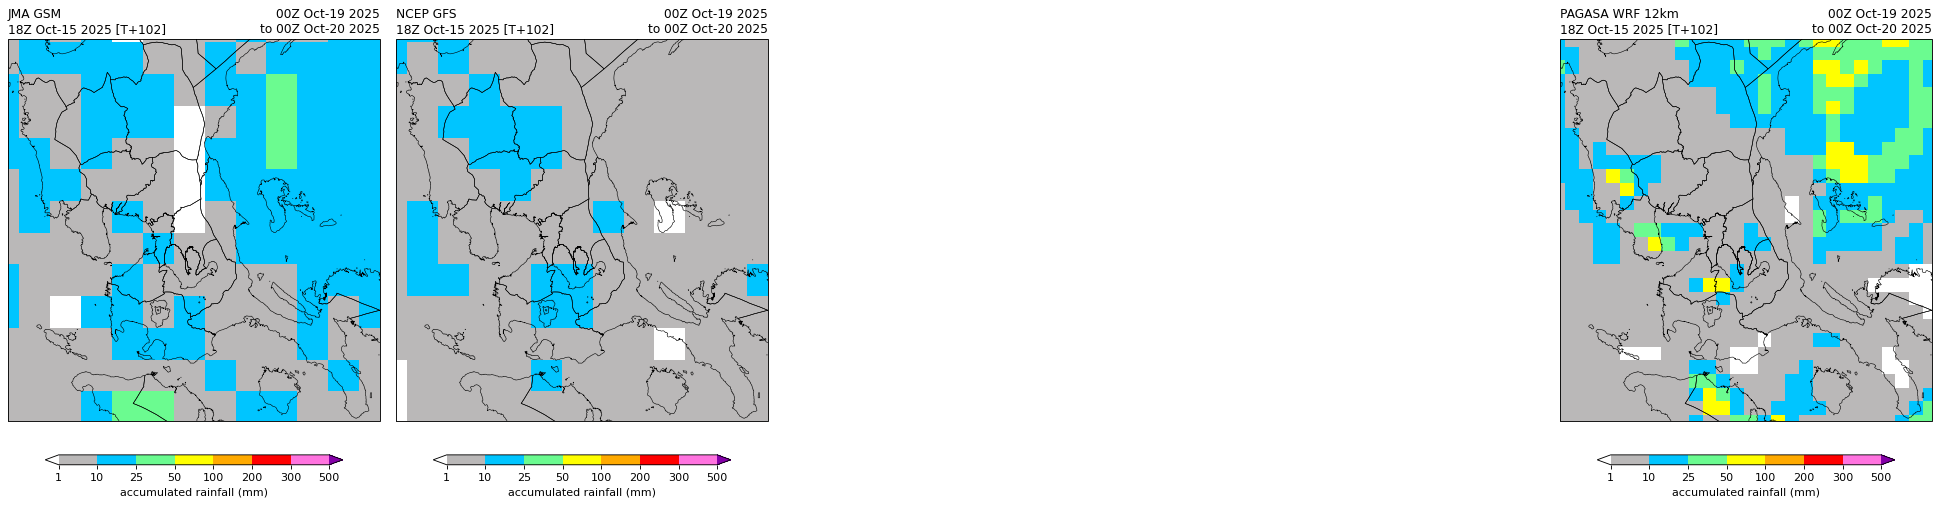 JMA GSM 00Z Oct-19 2025
18Z Oct-15 2025 [T+102] to 00Z Oct-20 2025
1 10 25 50 100 200 300 500
accumulated rainfall (mm)
NCEP GFS 00Z Oct-19 2025
18Z Oct-15 2025 [T+102] to 00Z Oct-20 2025
1 10 25 50 100 200 300 500
accumulated rainfall (mm)
PAGASA WRF 12km 00Z Oct-19 2025
18Z Oct-15 2025 [T+102] to 00Z Oct-20 2025
1 10 25 50 100 200 300 500
accumulated rainfall (mm)